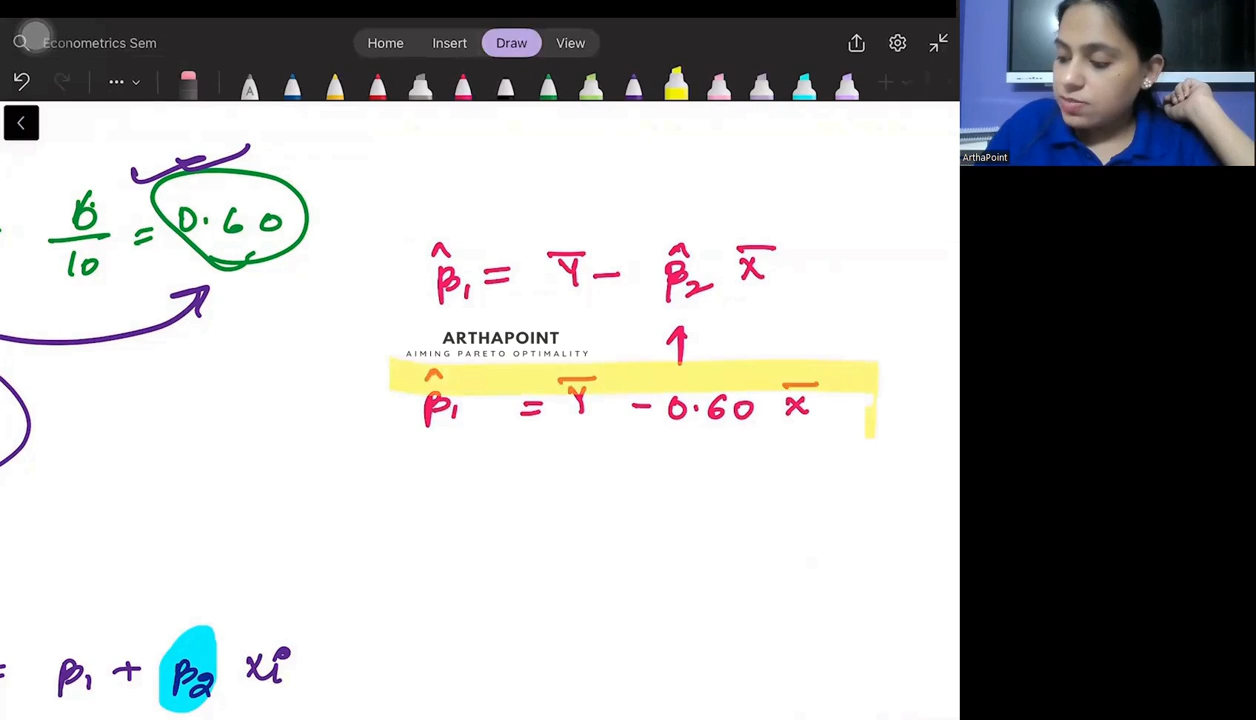 Econometrics Sem
Home Insert Draw View
A
ArthaPoint
6/10 = 0.60
β̂₁ = Y̅ − β̂₂ X̅
ARTHAPOINT
AIMING PARETO OPTIMALITY
β̂₁ = Y̅ − 0.60 X̅
= β₁ + β₂ xi